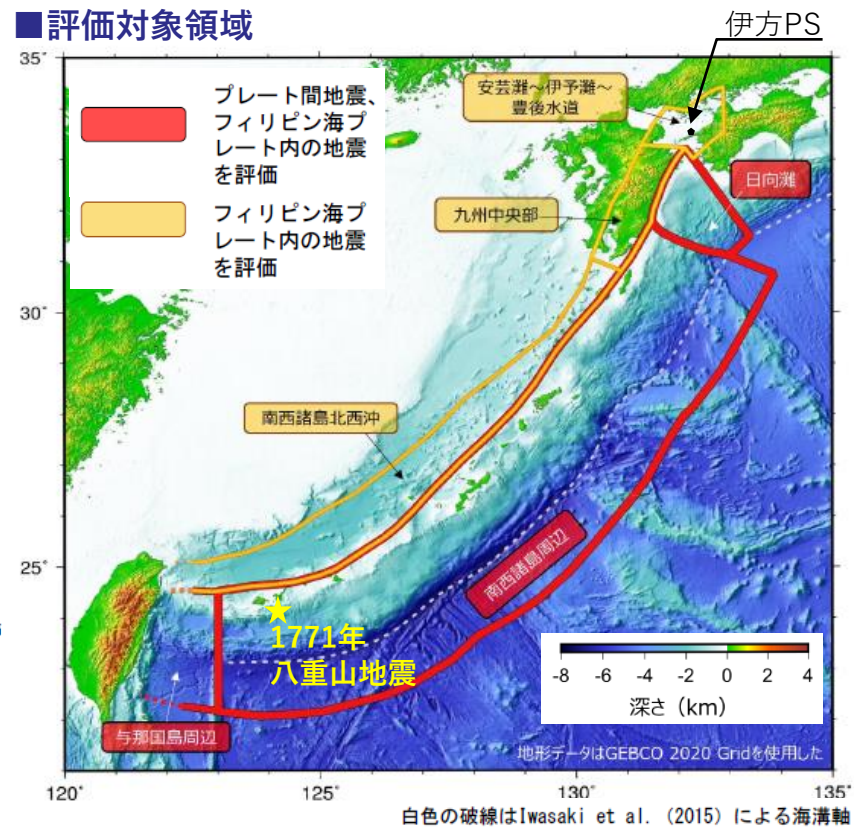 ■評価対象領域
伊方PS
35°
プレート間地震、
フィリピン海プ
レート内の地震
を評価
フィリピン海プ
レート内の地震
を評価
安芸灘～伊予灘～
豊後水道
日向灘
九州中央部
30°
南西諸島北西沖
25°
南西諸島周辺
1771年
八重山地震
-8 -6 -4 -2 0 2 4
深さ（km）
与那国島周辺
地形データはGEBCO 2020 Gridを使用した
120° 125° 130° 135°
白色の破線はIwasaki et al.（2015）による海溝軸